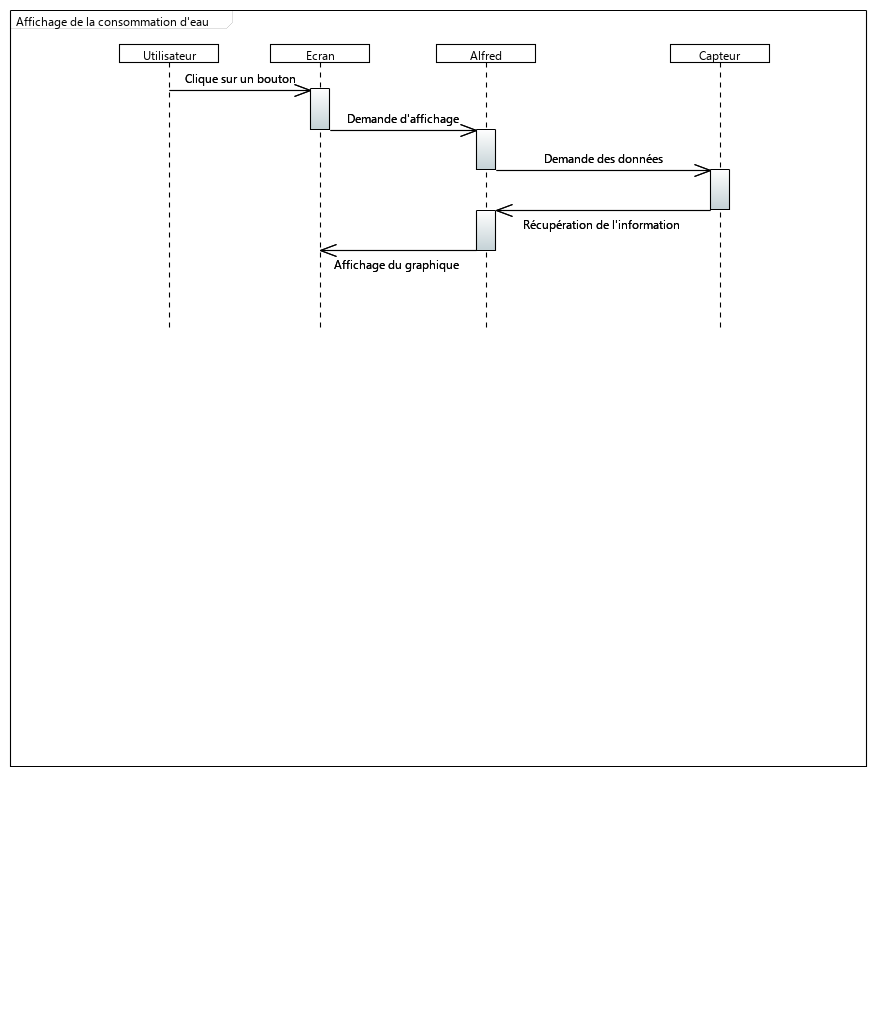 Affichage de la consommation d'eau
Utilisateur
Ecran
Alfred
Capteur
Clique sur un bouton
Demande d'affichage
Demande des données
Récupération de l'information
Affichage du graphique